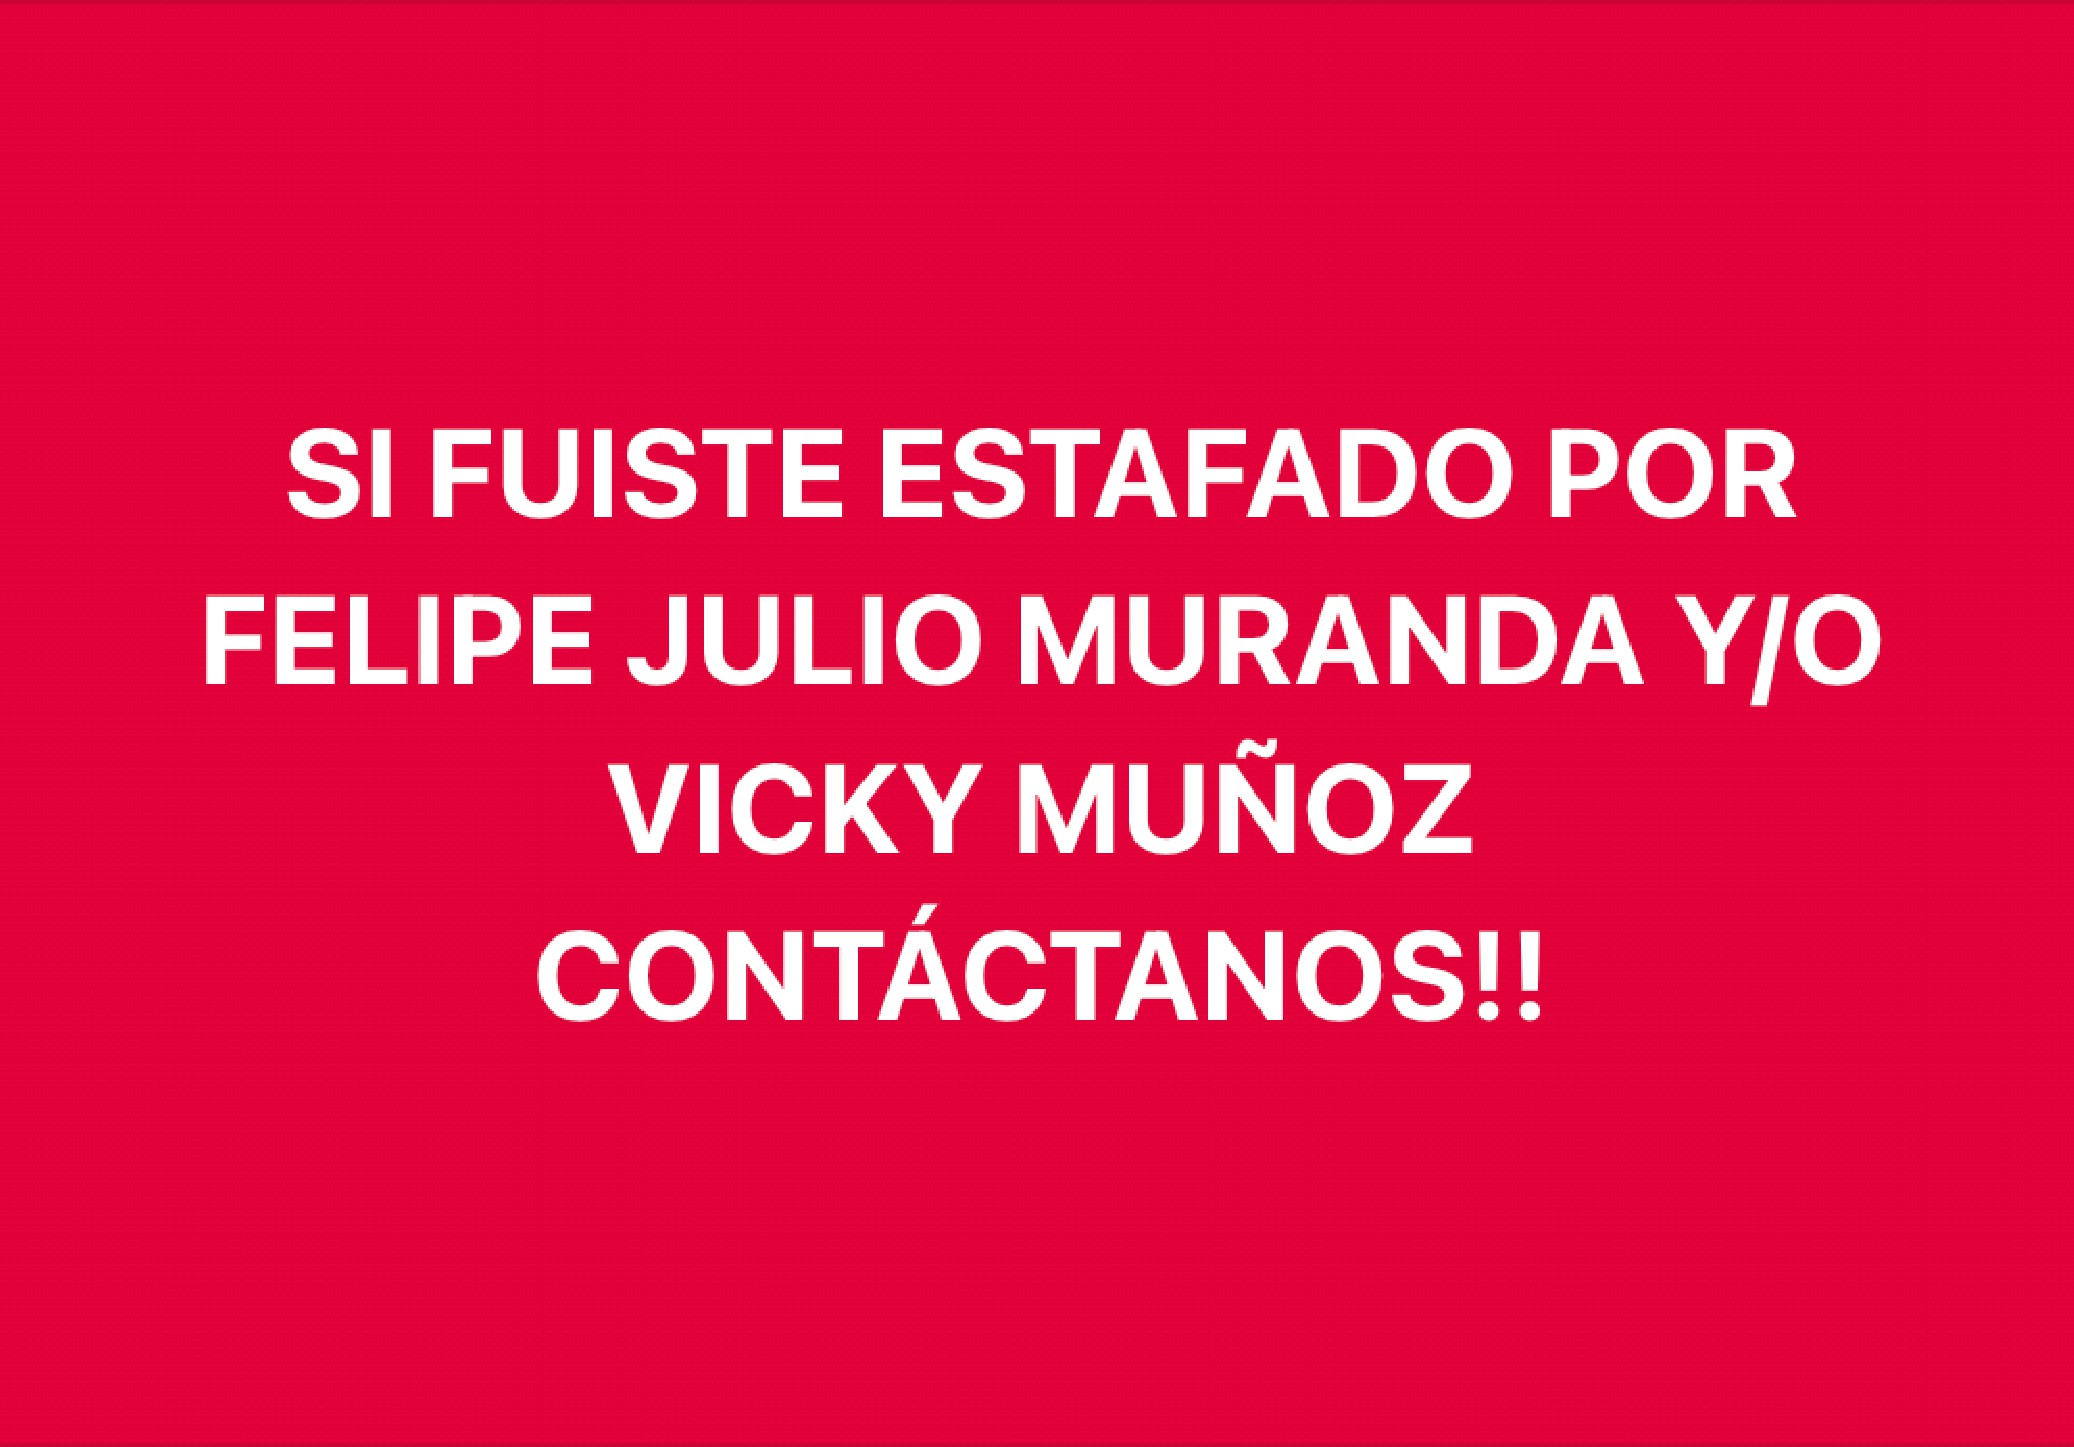 SI FUISTE ESTAFADO POR
FELIPE JULIO MURANDA Y/O
VICKY MUÑOZ
CONTÁCTANOS!!